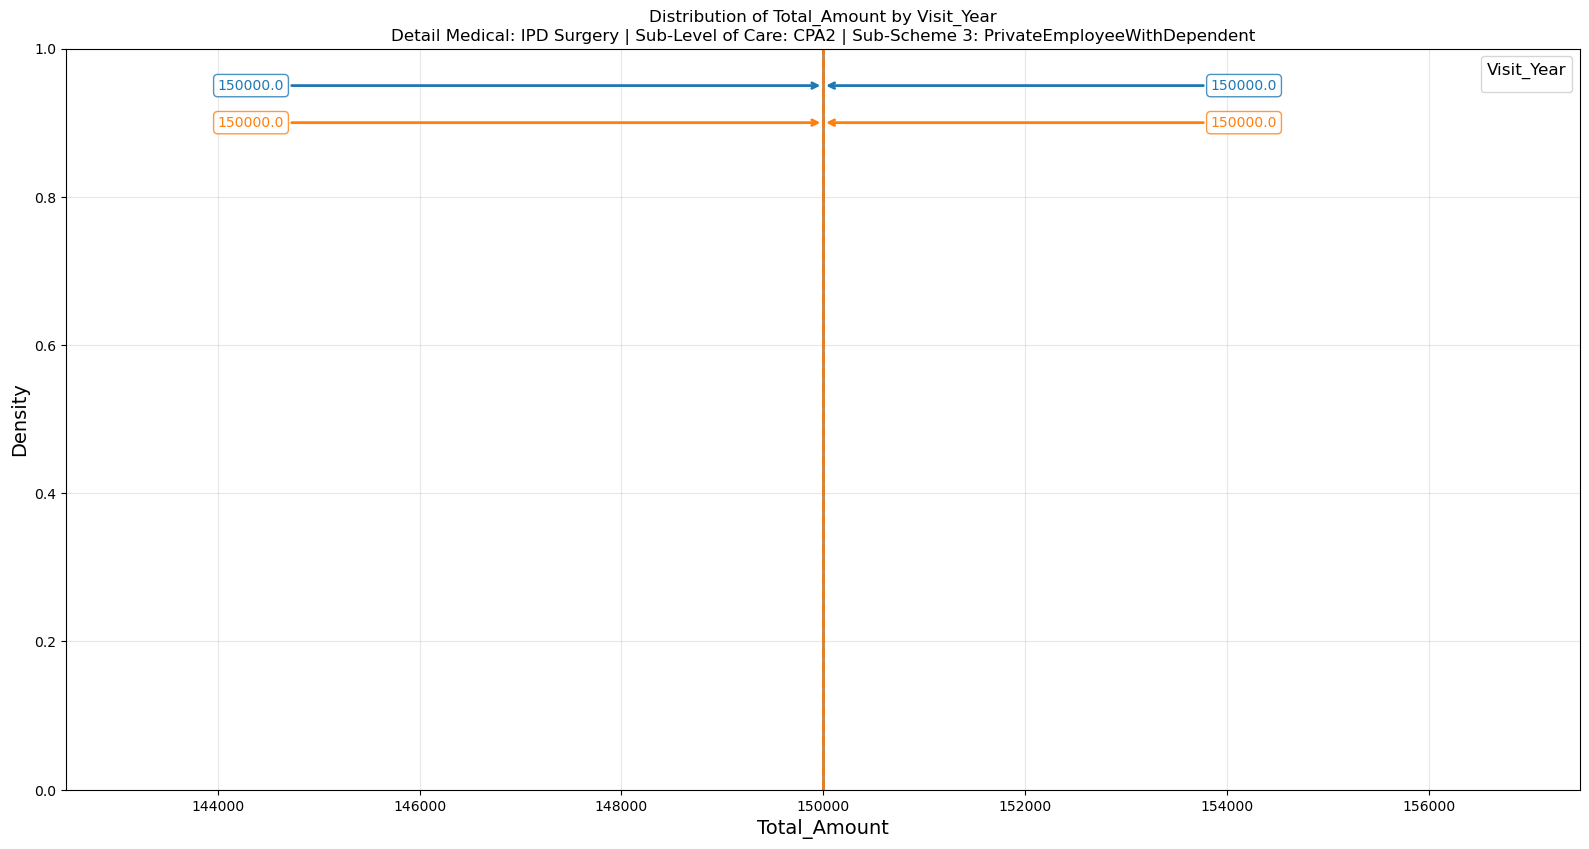 Distribution of Total_Amount by Visit_Year
Detail Medical: IPD Surgery | Sub-Level of Care: CPA2 | Sub-Scheme 3: PrivateEmployeeWithDependent
Visit_Year
150000.0
150000.0
150000.0
150000.0
Density
1.0
0.8
0.6
0.4
0.2
0.0
144000 146000 148000 150000 152000 154000 156000
Total_Amount